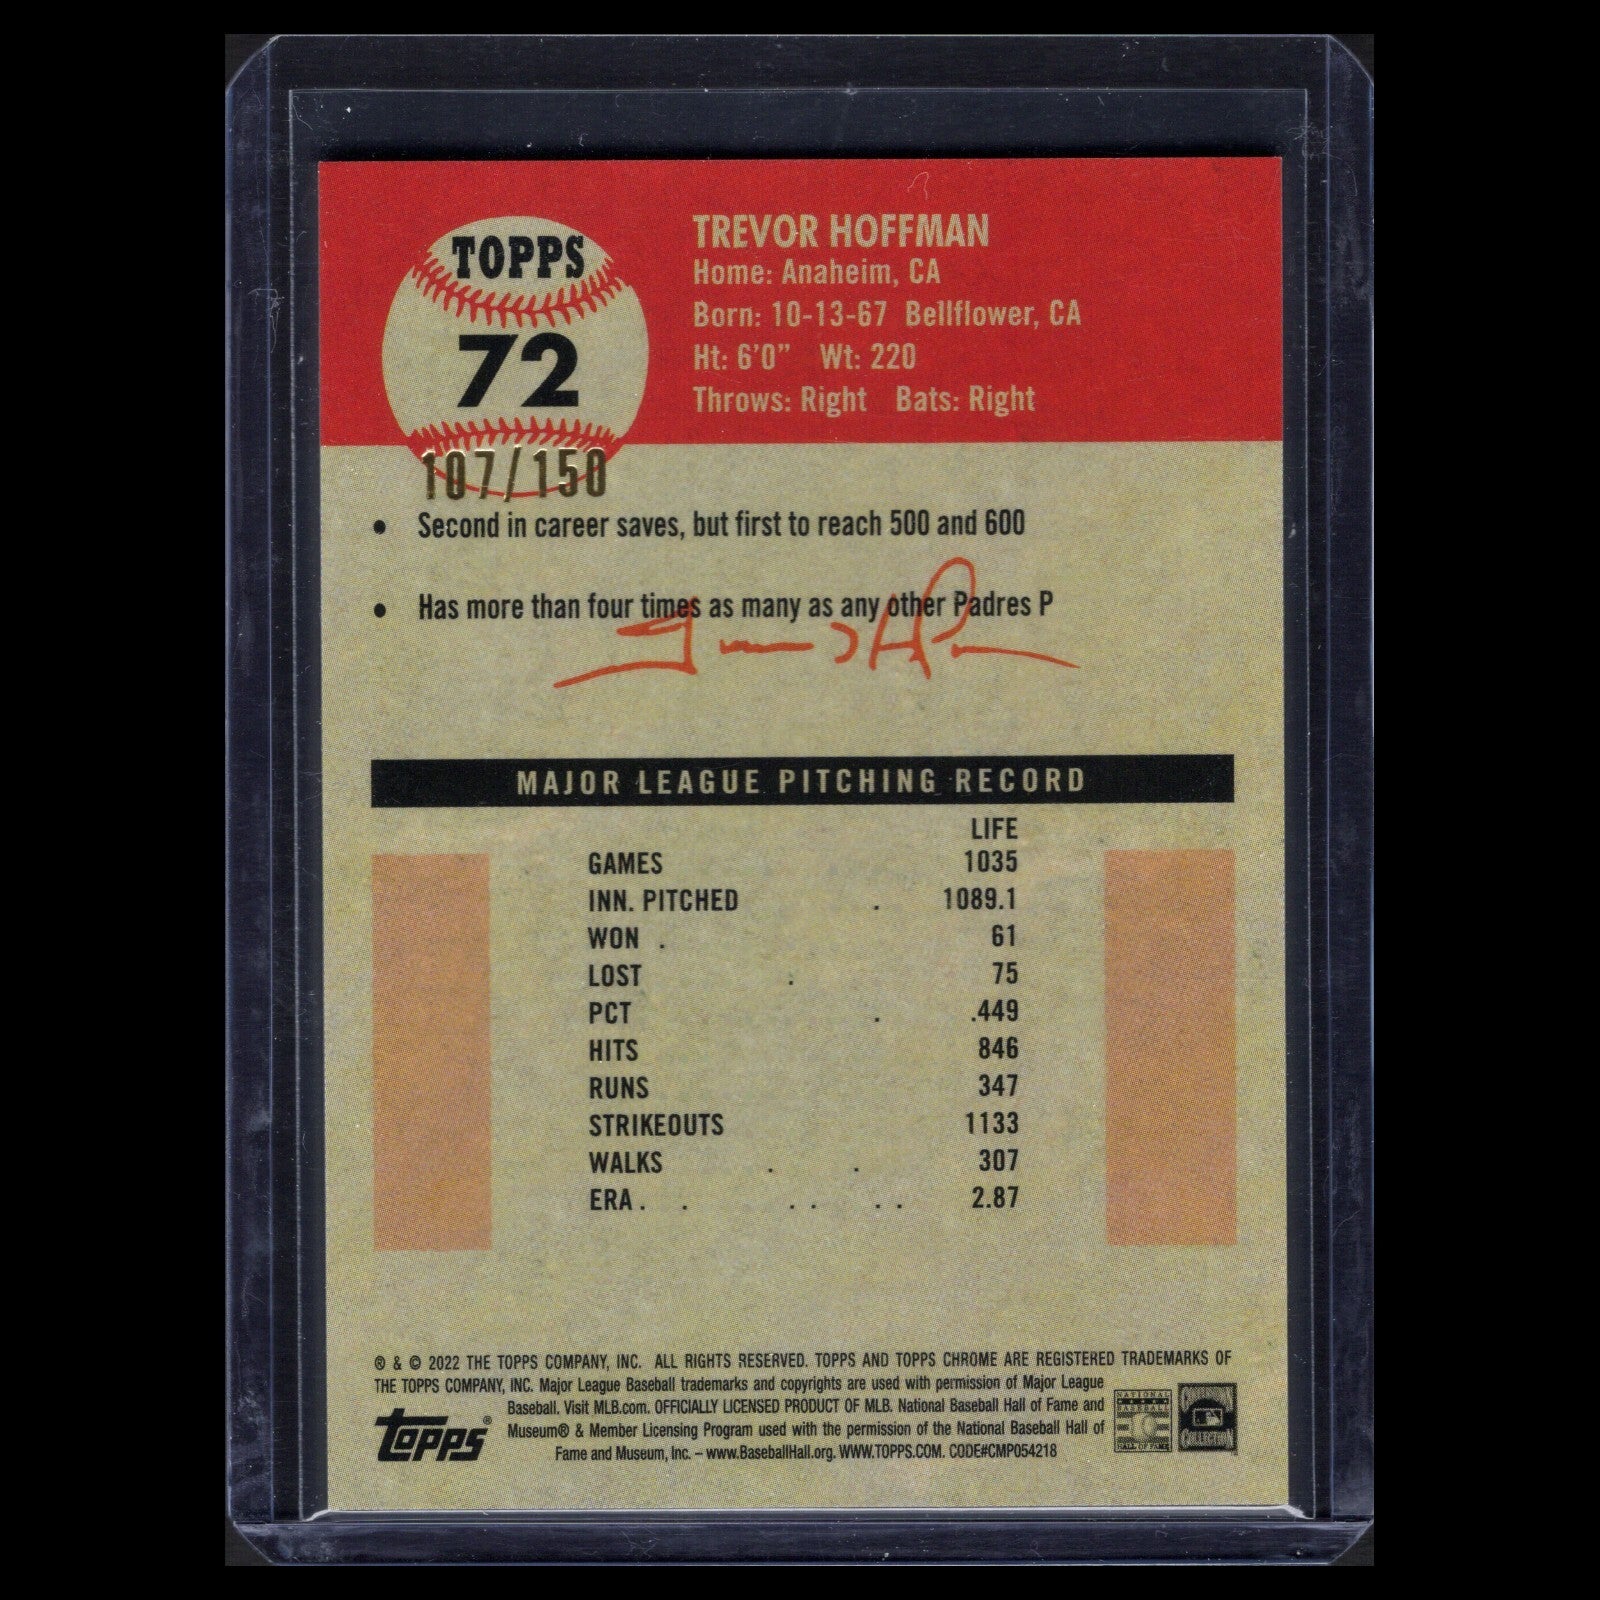 TOPPS
72
107/150
TREVOR HOFFMAN
Home: Anaheim, CA
Born: 10-13-67 Bellflower, CA
Ht: 6'0" Wt: 220
Throws: Right Bats: Right
• Second in career saves, but first to reach 500 and 600
• Has more than four times as many as any other Padres P
MAJOR LEAGUE PITCHING RECORD
LIFE
GAMES 1035
INN. PITCHED . 1089.1
WON . 61
LOST . 75
PCT . .449
HITS 846
RUNS 347
STRIKEOUTS 1133
WALKS . . 307
ERA . . . . . . 2.87
® & © 2022 THE TOPPS COMPANY, INC. ALL RIGHTS RESERVED. TOPPS AND TOPPS CHROME ARE REGISTERED TRADEMARKS OF
THE TOPPS COMPANY, INC. Major League Baseball trademarks and copyrights are used with permission of Major League
Baseball. Visit MLB.com. OFFICIALLY LICENSED PRODUCT OF MLB. National Baseball Hall of Fame and
Museum® & Member Licensing Program used with the permission of the National Baseball Hall of
Fame and Museum, Inc. – www.BaseballHall.org. WWW.TOPPS.COM. CODE#CMP054218
Topps®
NATIONAL
BASEBALL
HALL OF FAME
COOPERSTOWN
COLLECTION